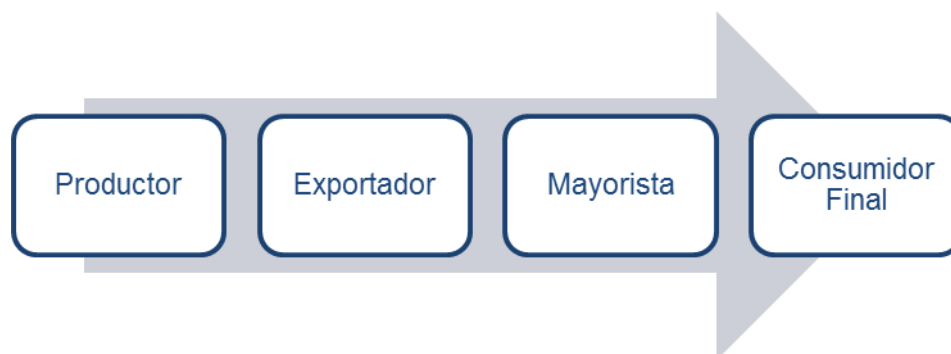 Productor
Exportador
Mayorista
Consumidor
Final